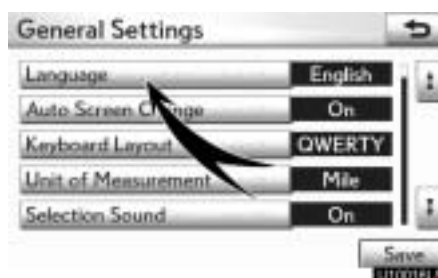 General Settings
Language English
Auto Screen Change On
Keyboard Layout QWERTY
Unit of Measurement Mile
Selection Sound On
Save